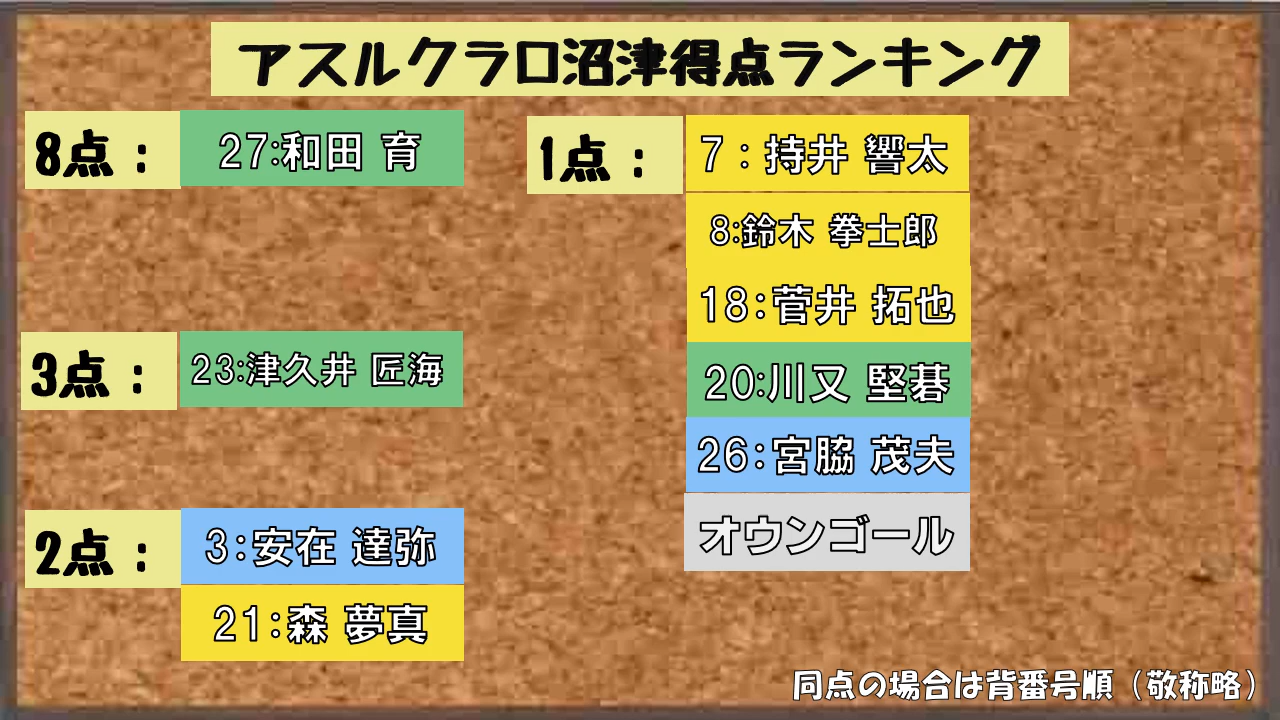 アスルクラロ沼津得点ランキング
8点：
27:和田 育
3点：
23:津久井 匠海
2点：
3:安在 達弥
21:森 夢真
1点：
7：持井 響太
8:鈴木 拳士郎
18:菅井 拓也
20:川又 堅碁
26:宮脇 茂夫
オウンゴール
同点の場合は背番号順（敬称略）